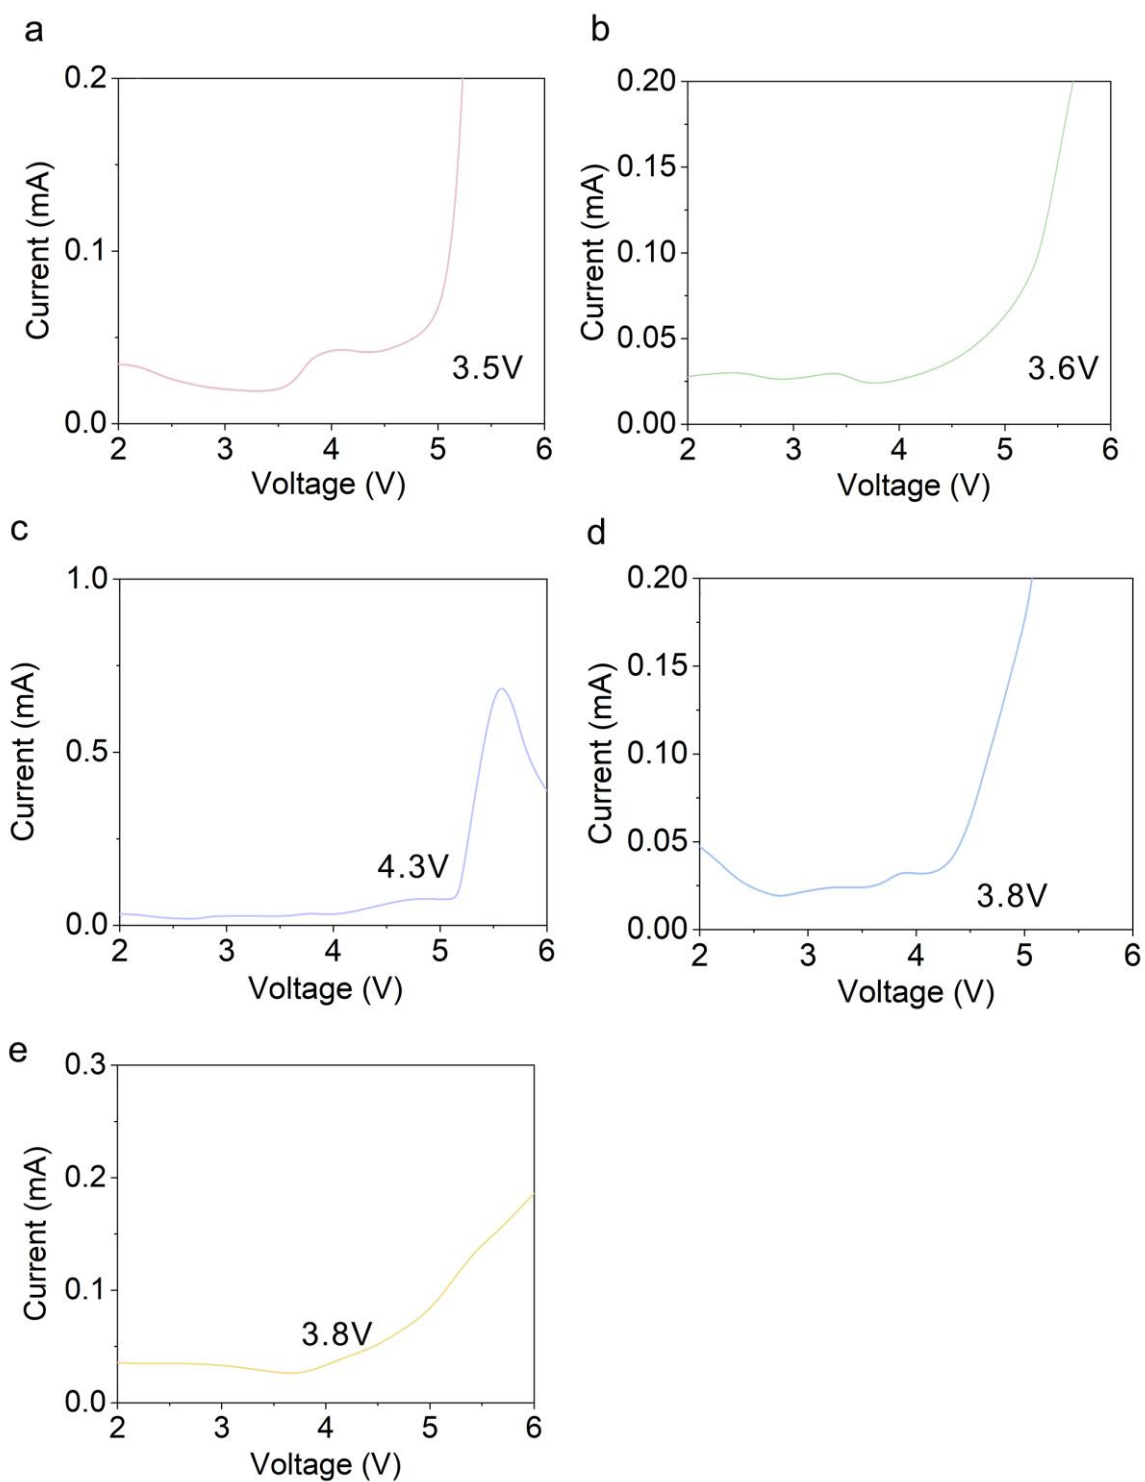 a
0.2
0.1
0.0
Current (mA)
3.5V
2 3 4 5 6
Voltage (V)
b
0.20
0.15
0.10
0.05
0.00
Current (mA)
3.6V
2 3 4 5 6
Voltage (V)
c
1.0
0.5
0.0
Current (mA)
4.3V
2 3 4 5 6
Voltage (V)
d
0.20
0.15
0.10
0.05
0.00
Current (mA)
3.8V
2 3 4 5 6
Voltage (V)
e
0.3
0.2
0.1
0.0
Current (mA)
3.8V
2 3 4 5 6
Voltage (V)